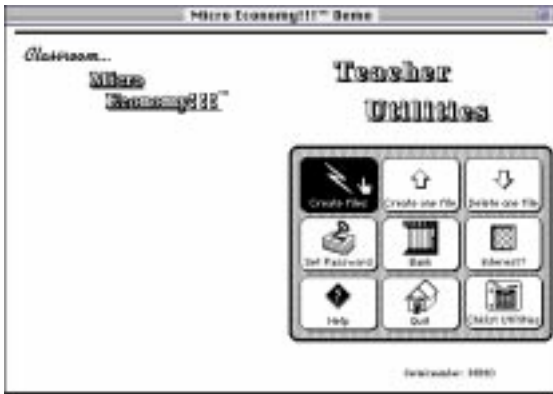 Micro Economy!!!™ Demo
Classroom...
Micro
Economy!!!™
Teacher
Utilities
Create Files
Create one file
Delete one file
Set Password
Bank
Interest?
Help
Quit
Utilities